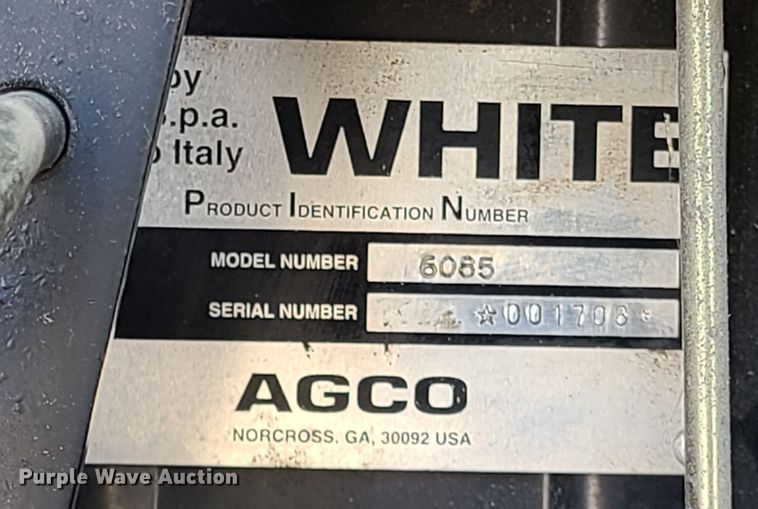 by
.p.a. WHITE
Italy
PRODUCT IDENTIFICATION NUMBER
MODEL NUMBER 6085
SERIAL NUMBER ☆001708
AGCO
NORCROSS, GA, 30092 USA
Purple Wave Auction